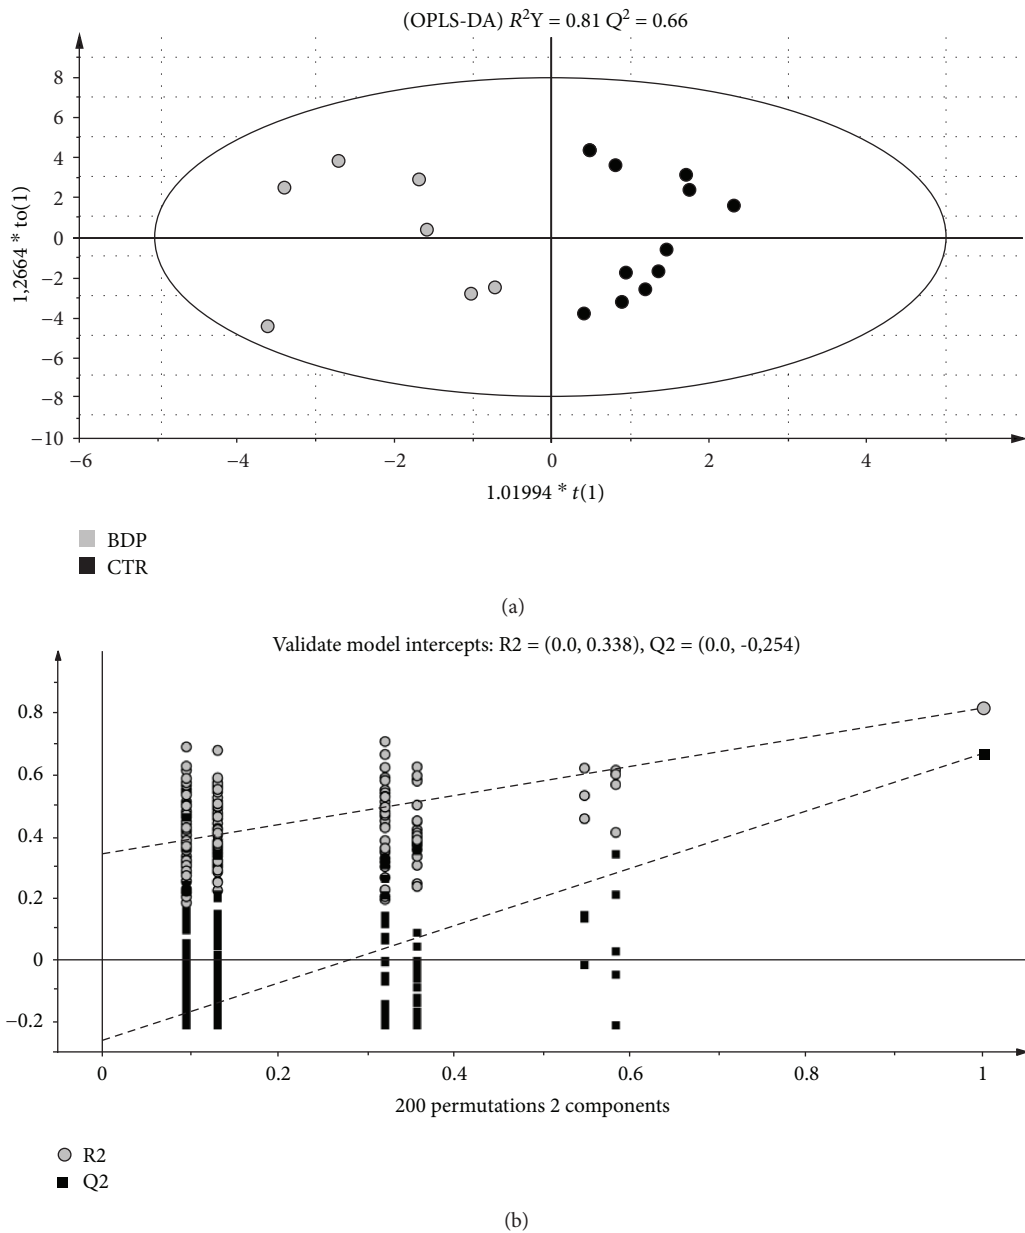 (OPLS-DA) R²Y = 0.81 Q² = 0.66
8
6
4
2
0
−2
−4
−6
−8
−10
1,2664 * to(1)
−6 −4 −2 0 2 4
1.01994 * t(1)
BDP
CTR
(a)
Validate model intercepts: R2 = (0.0, 0.338), Q2 = (0.0, -0,254)
0.8
0.6
0.4
0.2
0
−0.2
0 0.2 0.4 0.6 0.8 1
200 permutations 2 components
R2
Q2
(b)